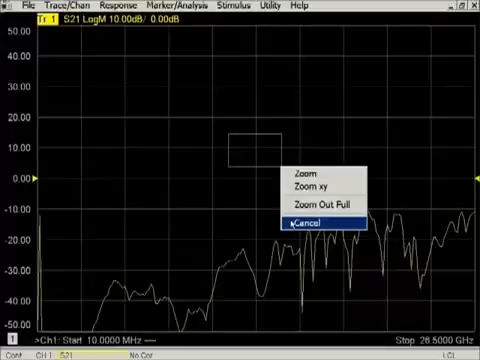 File Trace/Chan Response Marker/Analysis Stimulus Utility Help
Tr 1 S21 LogM 10.00dB/ 0.00dB
50.00
40.00
30.00
20.00
10.00
0.00
-10.00
-20.00
-30.00
-40.00
-50.00
Zoom
Zoom xy
Zoom Out Full
Cancel
1 >Ch1: Start 10.0000 MHz Stop 26.5000 GHz
Cont CH 1 S21 No Cor LCL